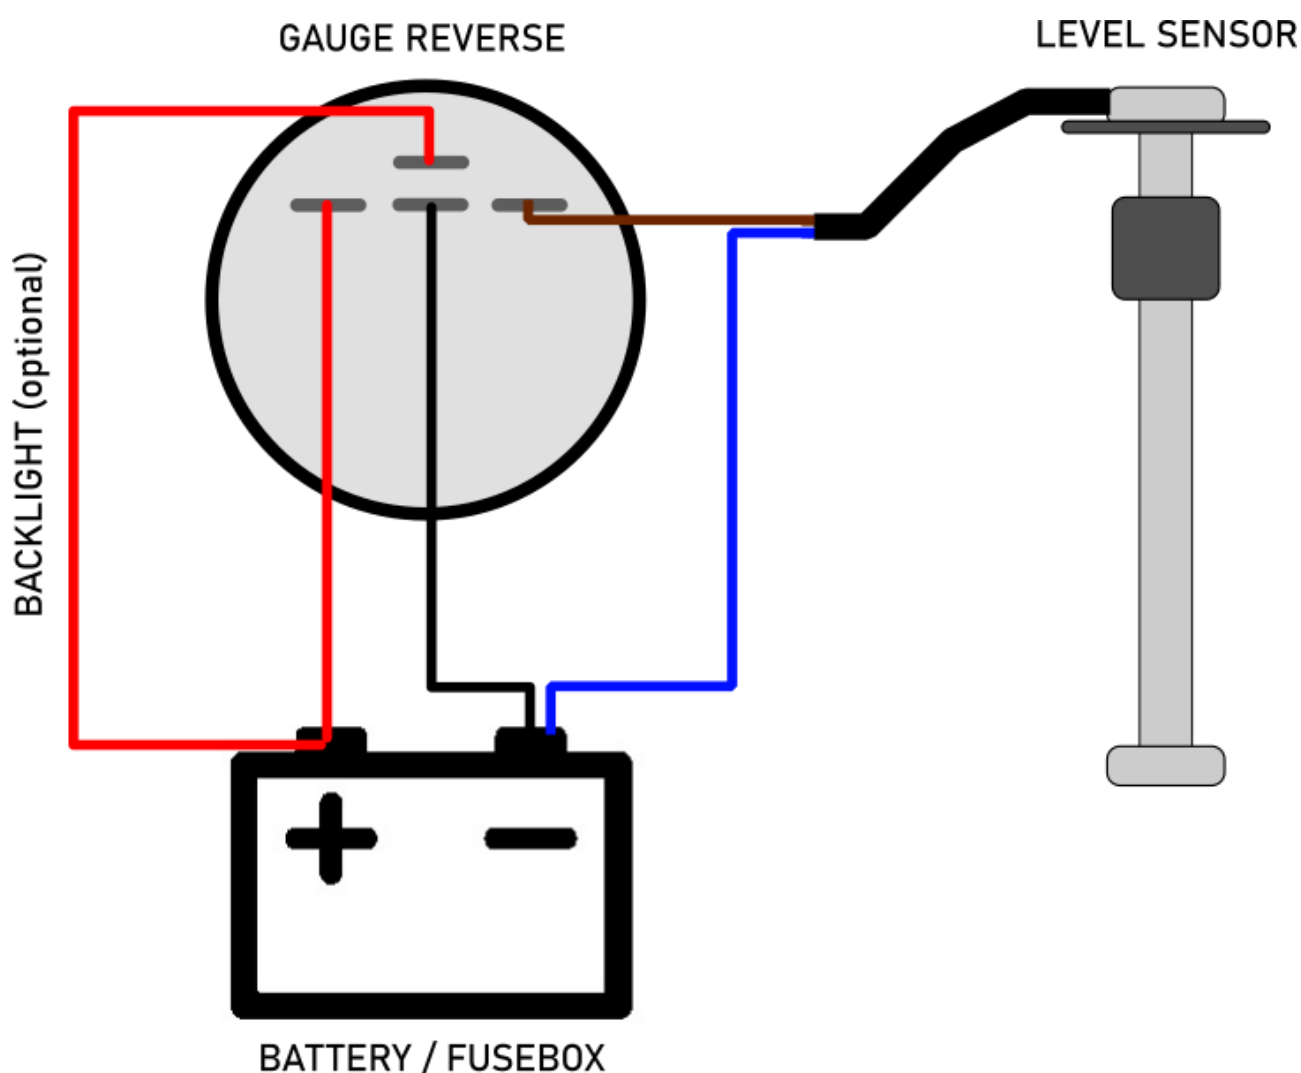 GAUGE REVERSE
LEVEL SENSOR
BACKLIGHT (optional)
BATTERY / FUSEBOX